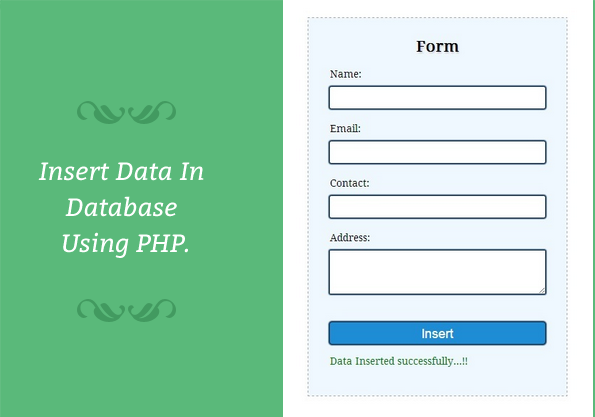 Insert Data In
Database
Using PHP.
Form
Name:
Email:
Contact:
Address:
Insert
Data Inserted successfully...!!